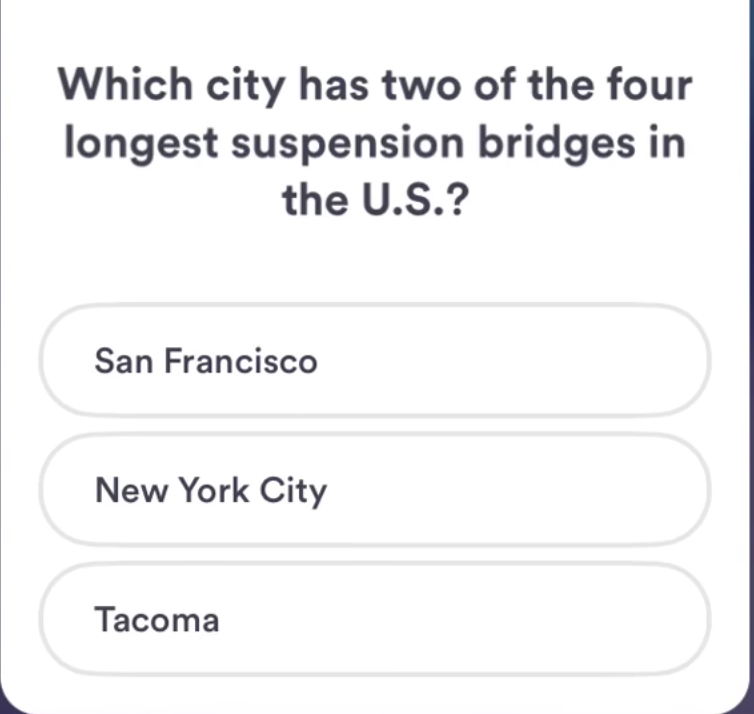 Which city has two of the four
longest suspension bridges in
the U.S.?
San Francisco
New York City
Tacoma